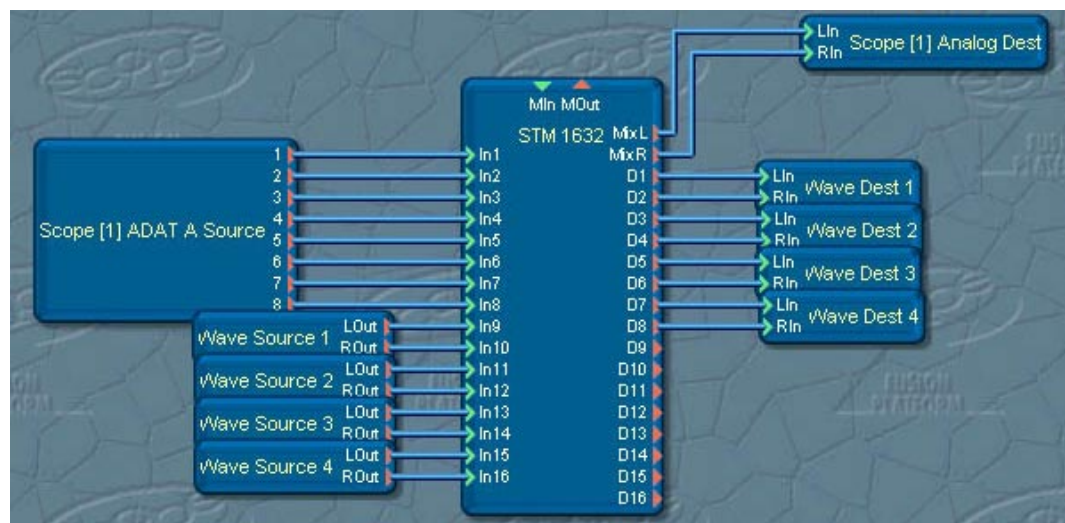 LIn
RIn
Scope [1] Analog Dest
MIn MOut
STM 1632
MixL
MixR
Scope [1] ADAT A Source
1
2
3
4
5
6
7
8
In1
In2
In3
In4
In5
In6
In7
In8
In9
In10
In11
In12
In13
In14
In15
In16
D1
D2
D3
D4
D5
D6
D7
D8
D9
D10
D11
D12
D13
D14
D15
D16
LIn
RIn
Wave Dest 1
LIn
RIn
Wave Dest 2
LIn
RIn
Wave Dest 3
LIn
RIn
Wave Dest 4
Wave Source 1
LOut
ROut
Wave Source 2
LOut
ROut
Wave Source 3
LOut
ROut
Wave Source 4
LOut
ROut
SCOPE
FUSION
PLATFORM